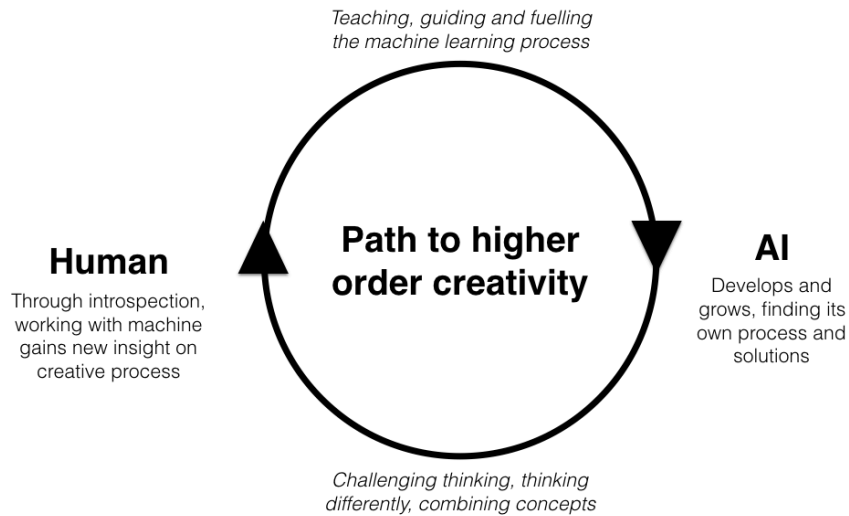 Teaching, guiding and fuelling
the machine learning process
Path to higher
order creativity
Human
Through introspection,
working with machine
gains new insight on
creative process
AI
Develops and
grows, finding its
own process and
solutions
Challenging thinking, thinking
differently, combining concepts